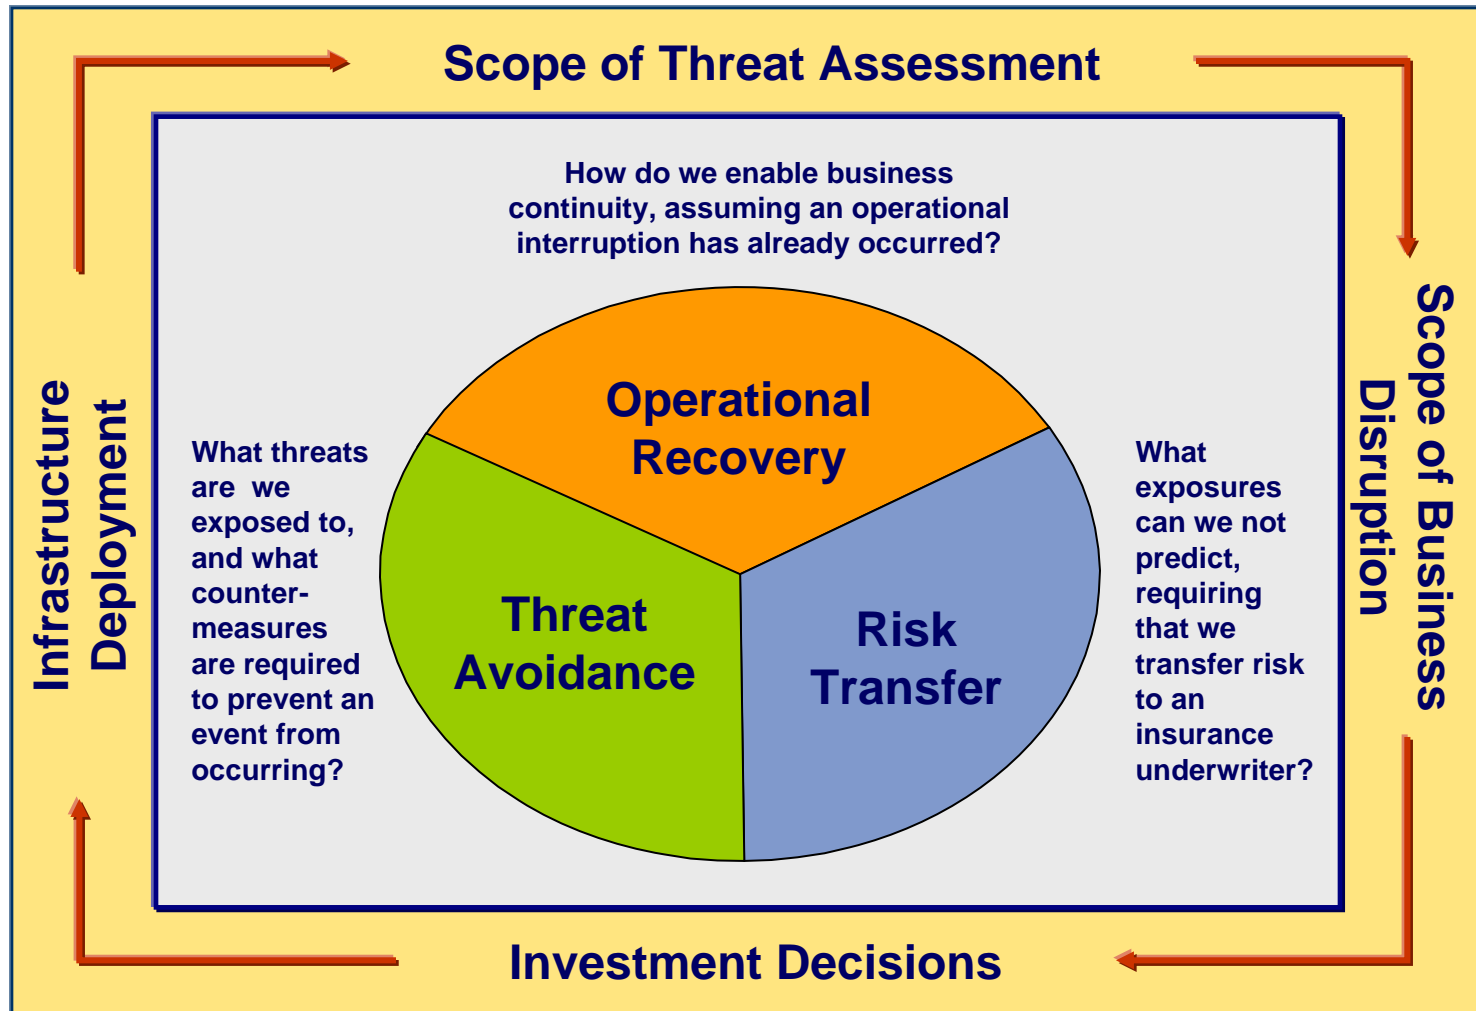 Scope of Threat Assessment
How do we enable business
continuity, assuming an operational
interruption has already occurred?
Operational
Recovery
Infrastructure
Deployment
What threats
are we
exposed to,
and what
counter-
measures
are required
to prevent an
event from
occurring?
Threat
Avoidance
Risk
Transfer
What
exposures
can we not
predict,
requiring
that we
transfer risk
to an
insurance
underwriter?
Scope of Business
Disruption
Investment Decisions